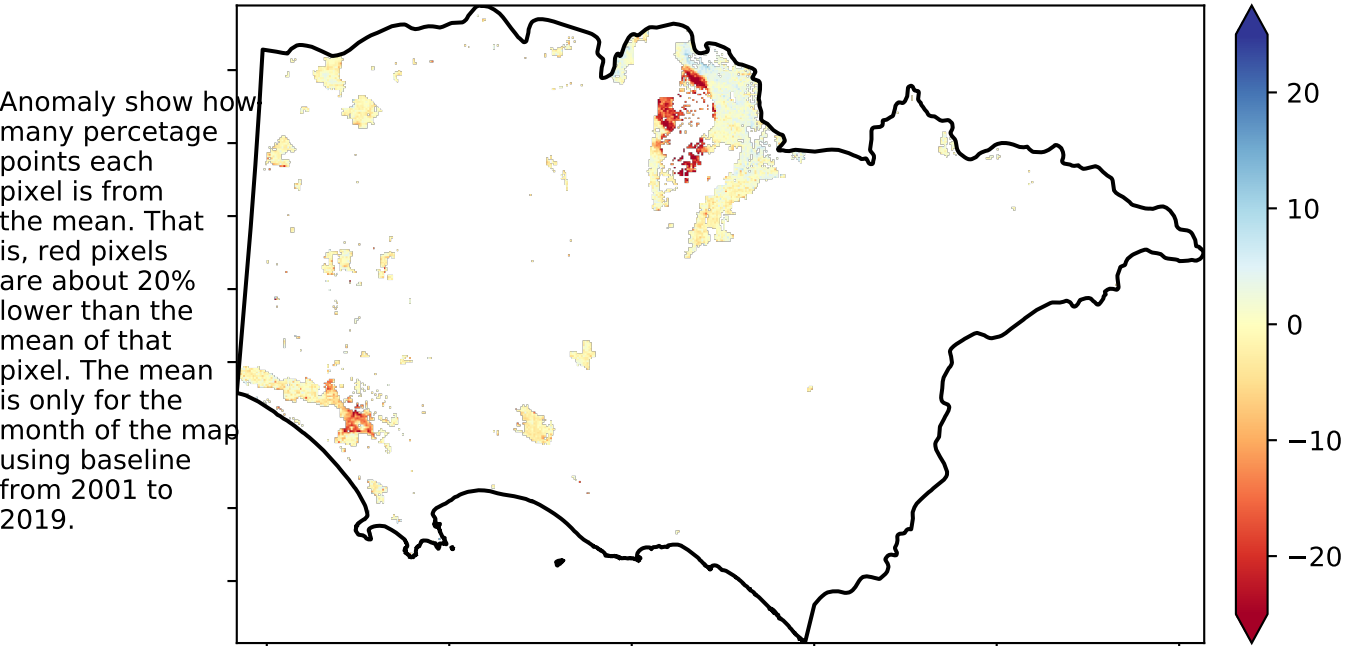 Anomaly show how
many percetage
points each
pixel is from
the mean. That
is, red pixels
are about 20%
lower than the
mean of that
pixel. The mean
is only for the
month of the map
using baseline
from 2001 to
2019.
20
10
0
−10
−20